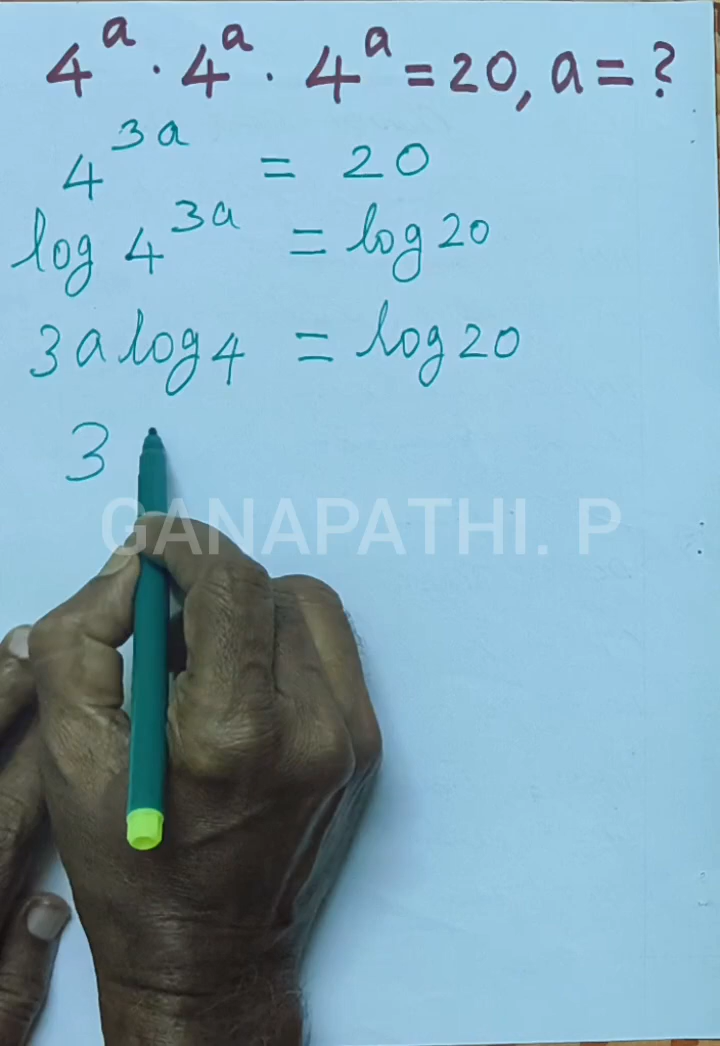 4^a · 4^a · 4^a = 20, a = ?
4^3a = 20
log 4^3a = log 20
3a log 4 = log 20
3
GANAPATHI. P